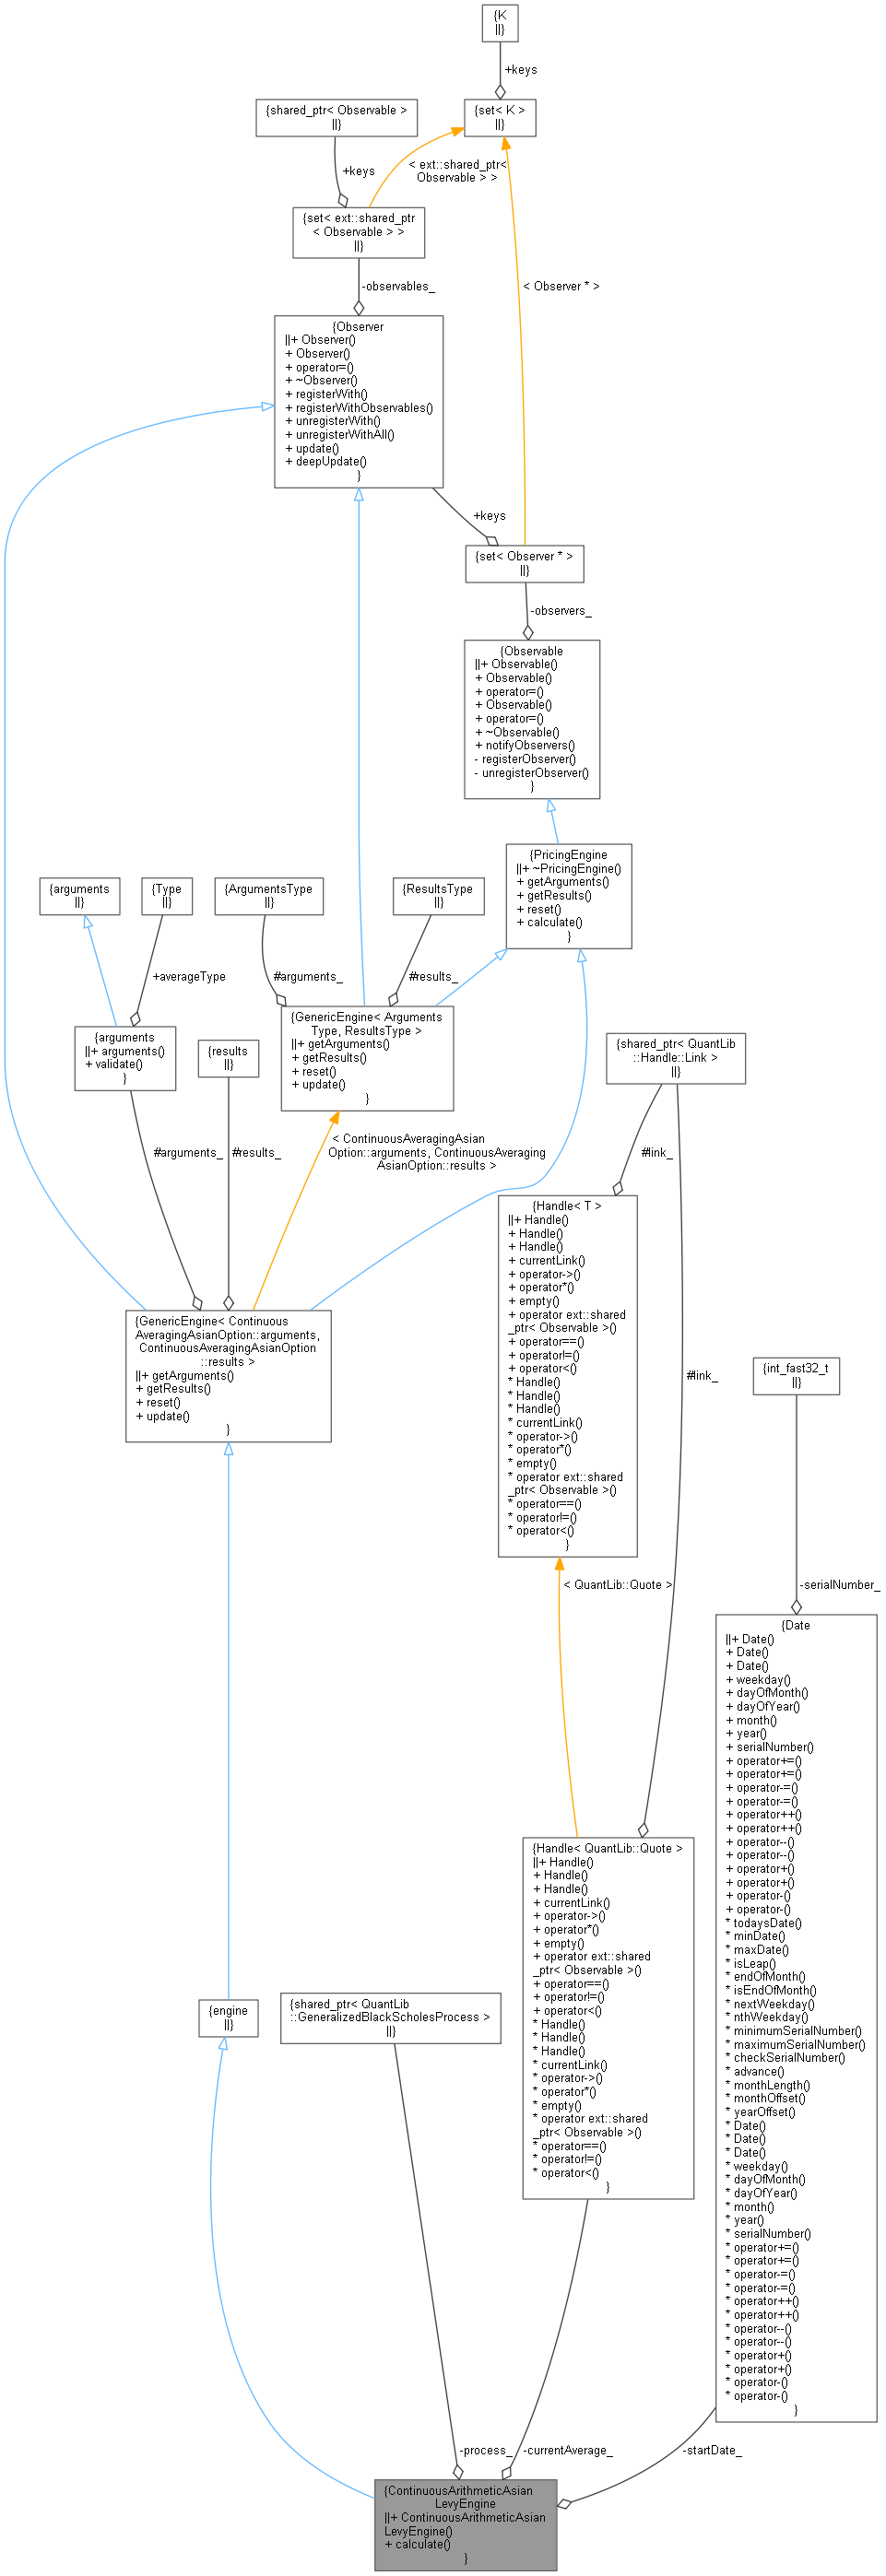 {K
||}
+keys
{shared_ptr< Observable >
||}
{set< K >
||}
+keys
< ext::shared_ptr<
Observable > >
{set< ext::shared_ptr
< Observable > >
||}
-observables_
< Observer * >
{Observer
||+ Observer()
+ Observer()
+ operator=()
+ ~Observer()
+ registerWith()
+ registerWithObservables()
+ unregisterWith()
+ unregisterWithAll()
+ update()
+ deepUpdate()
}
+keys
{set< Observer * >
||}
-observers_
{Observable
||+ Observable()
+ Observable()
+ operator=()
+ Observable()
+ operator=()
+ ~Observable()
+ notifyObservers()
- registerObserver()
- unregisterObserver()
}
{PricingEngine
||+ ~PricingEngine()
+ getArguments()
+ getResults()
+ reset()
+ calculate()
}
{arguments
||}
{Type
||}
{ArgumentsType
||}
{ResultsType
||}
+averageType
#arguments_
#results_
{arguments
||+ arguments()
+ validate()
}
{results
||}
{GenericEngine< Arguments
Type, ResultsType >
||+ getArguments()
+ getResults()
+ reset()
+ update()
}
{shared_ptr< QuantLib
::Handle::Link >
||}
#arguments_
#results_
< ContinuousAveragingAsian
Option::arguments, ContinuousAveraging
AsianOption::results >
#link_
{Handle< T >
||+ Handle()
+ Handle()
+ Handle()
+ currentLink()
+ operator->()
+ operator*()
+ empty()
+ operator ext::shared
_ptr< Observable >()
+ operator==()
+ operator!=()
+ operator<()
* Handle()
* Handle()
* Handle()
* currentLink()
* operator->()
* operator*()
* empty()
* operator ext::shared
_ptr< Observable >()
* operator==()
* operator!=()
* operator<()
}
{GenericEngine< Continuous
AveragingAsianOption::arguments,
ContinuousAveragingAsianOption
::results >
||+ getArguments()
+ getResults()
+ reset()
+ update()
}
#link_
{int_fast32_t
||}
< QuantLib::Quote >
-serialNumber_
{Date
||+ Date()
+ Date()
+ Date()
+ weekday()
+ dayOfMonth()
+ dayOfYear()
+ month()
+ year()
+ serialNumber()
+ operator+=()
+ operator+=()
+ operator-=()
+ operator-=()
+ operator++()
+ operator++()
+ operator--()
+ operator--()
+ operator+()
+ operator+()
+ operator-()
+ operator-()
* todaysDate()
* minDate()
* maxDate()
* isLeap()
* endOfMonth()
* isEndOfMonth()
* nextWeekday()
* nthWeekday()
* minimumSerialNumber()
* maximumSerialNumber()
* checkSerialNumber()
* advance()
* monthLength()
* monthOffset()
* yearOffset()
* Date()
* Date()
* Date()
* weekday()
* dayOfMonth()
* dayOfYear()
* month()
* year()
* serialNumber()
* operator+=()
* operator+=()
* operator-=()
* operator-=()
* operator++()
* operator++()
* operator--()
* operator--()
* operator+()
* operator+()
* operator-()
* operator-()
}
{Handle< QuantLib::Quote >
||+ Handle()
+ Handle()
+ Handle()
+ currentLink()
+ operator->()
+ operator*()
+ empty()
+ operator ext::shared
_ptr< Observable >()
+ operator==()
+ operator!=()
+ operator<()
* Handle()
* Handle()
* Handle()
* currentLink()
* operator->()
* operator*()
* empty()
* operator ext::shared
_ptr< Observable >()
* operator==()
* operator!=()
* operator<()
}
{engine
||}
{shared_ptr< QuantLib
::GeneralizedBlackScholesProcess >
||}
-process_
-currentAverage_
-startDate_
{ContinuousArithmeticAsian
LevyEngine
||+ ContinuousArithmeticAsian
LevyEngine()
+ calculate()
}